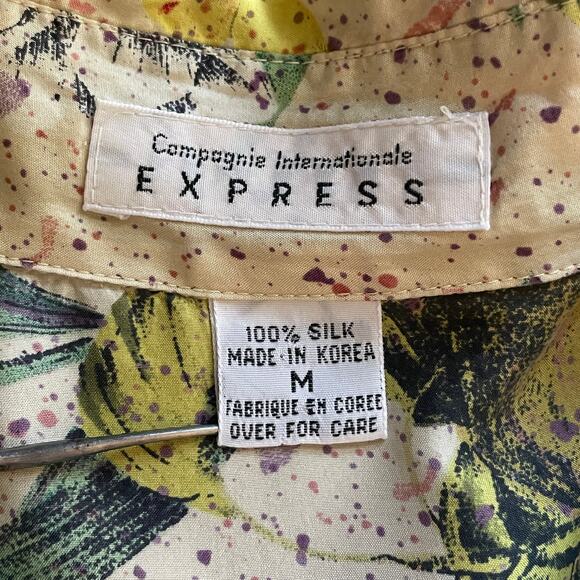 Compagnie Internationale
EXPRESS
100% SILK
MADE IN KOREA
M
FABRIQUE EN COREE
OVER FOR CARE